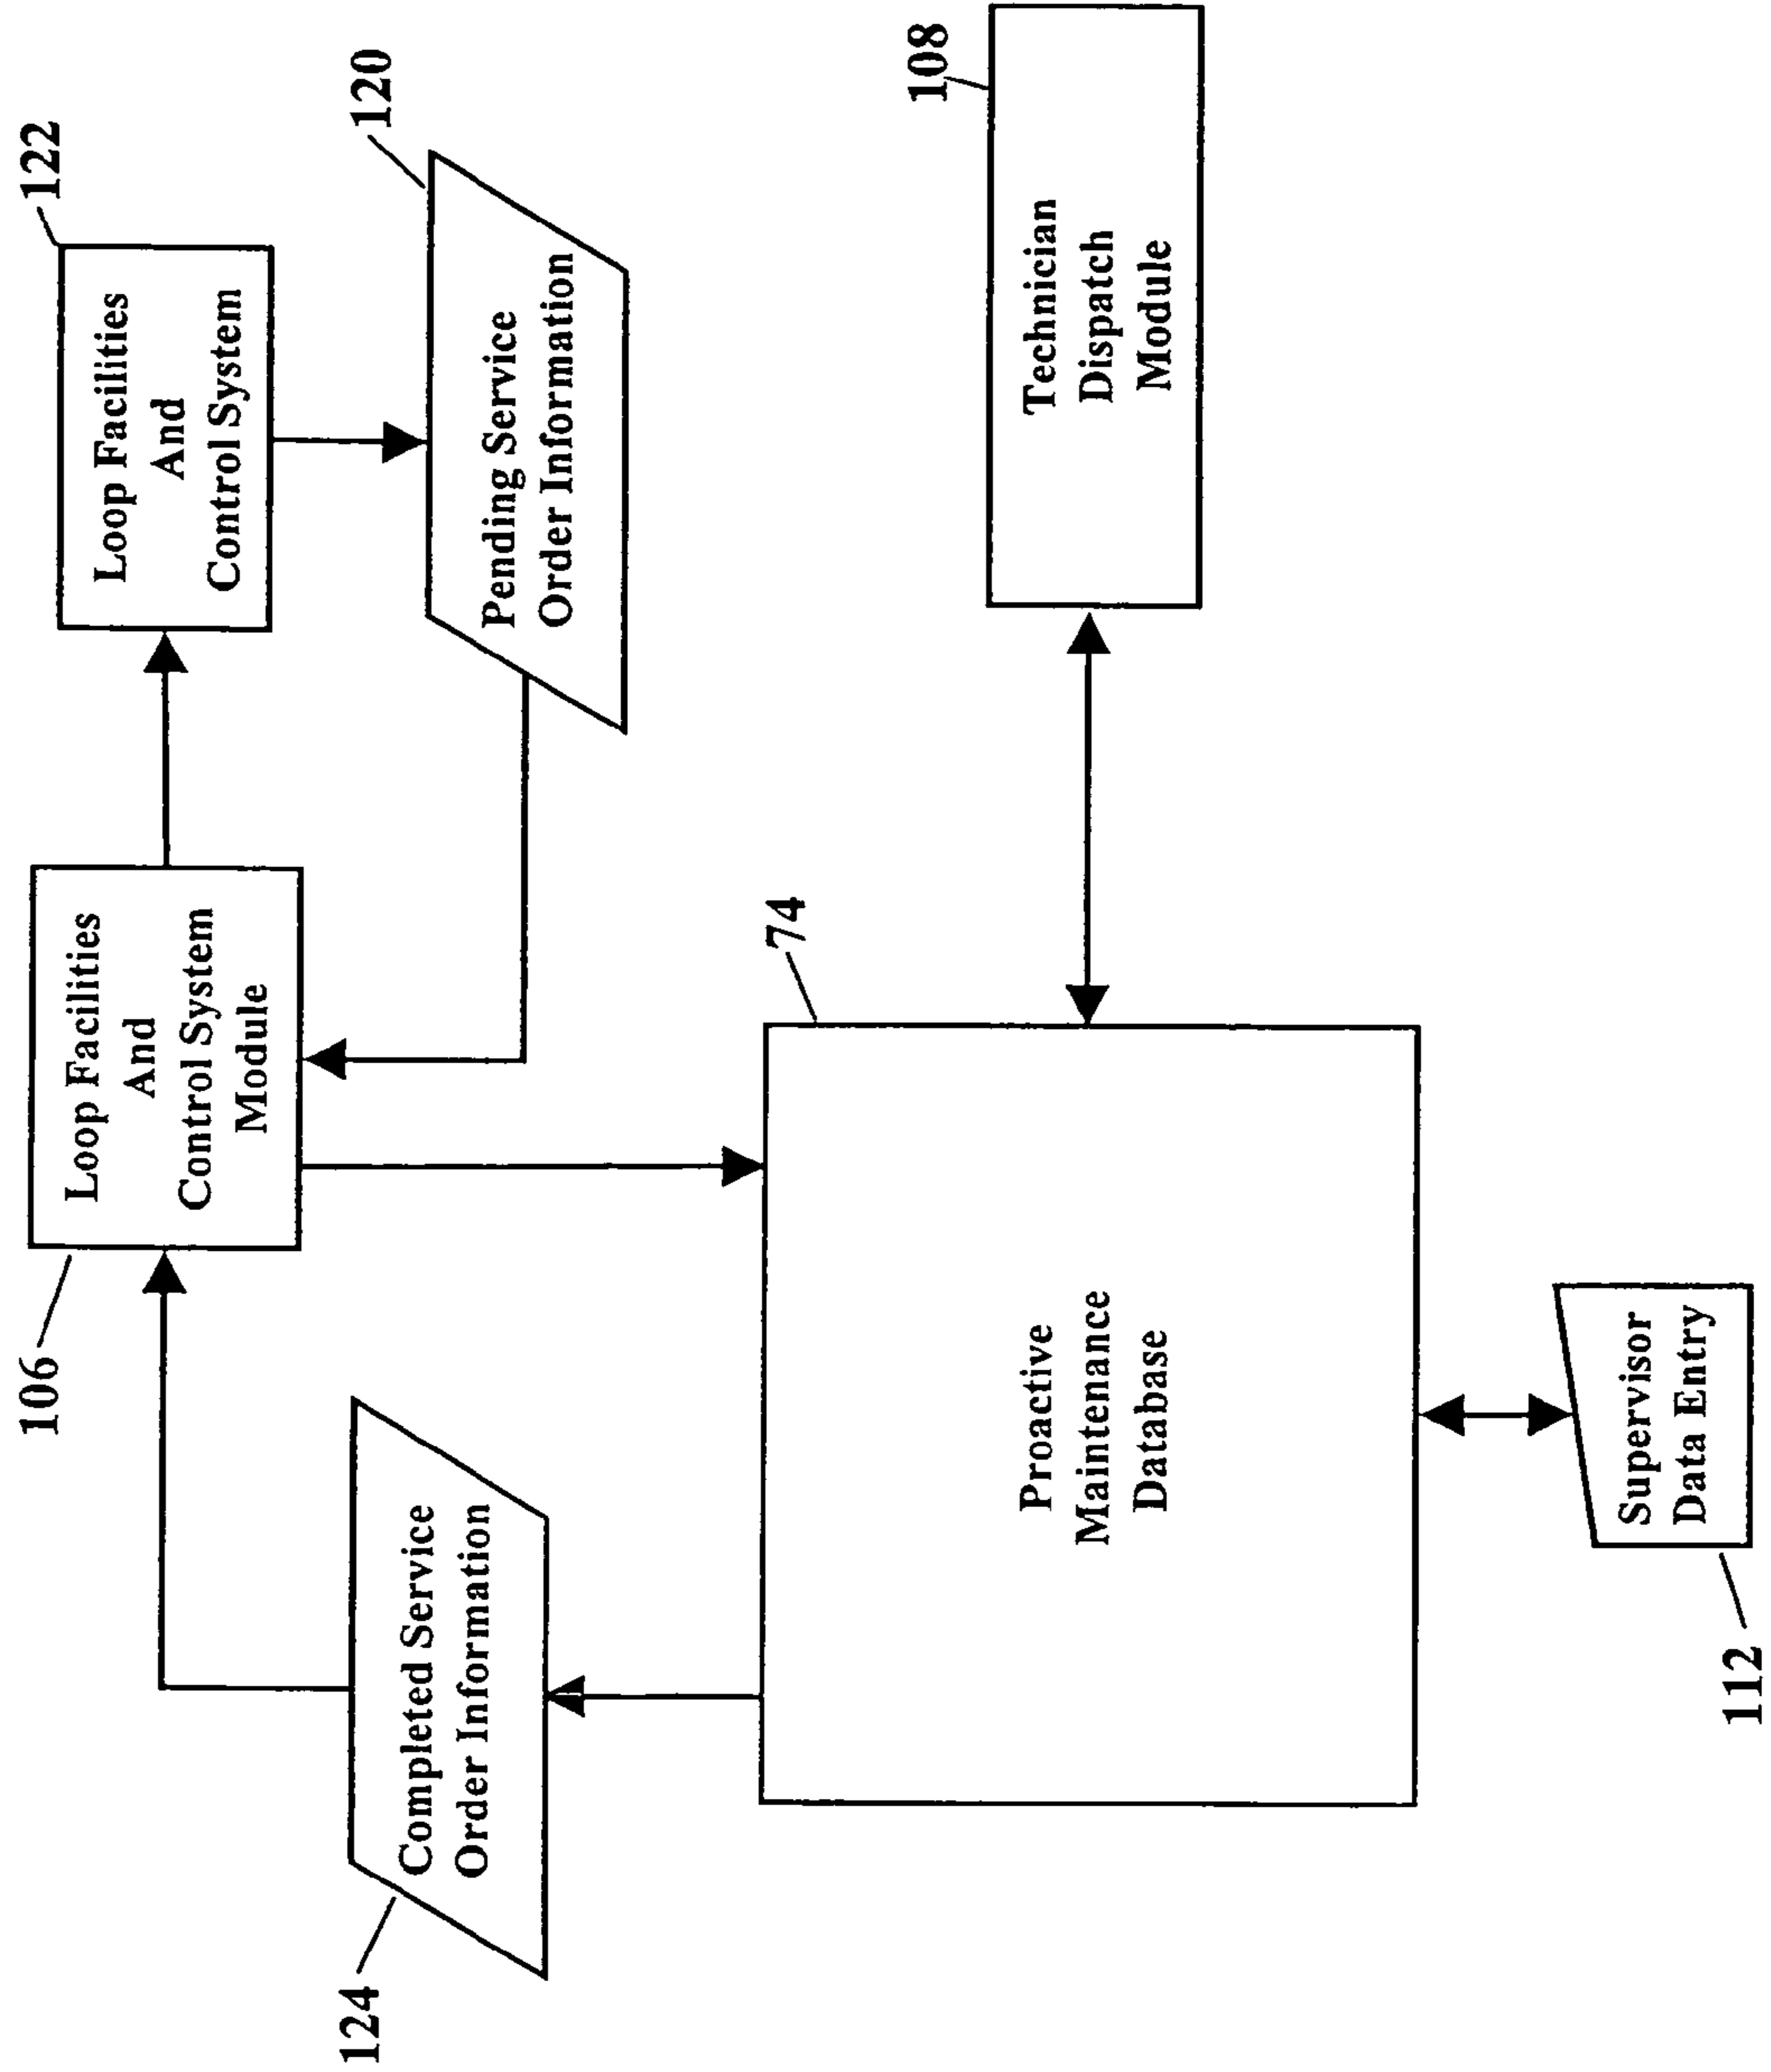 122
Loop Facilities
And
Control System
106
Loop Facilities
And
Control System
Module
120
Pending Service
Order Information
124
Completed Service
Order Information
74
Proactive
Maintenance
Database
108
Technician
Dispatch
Module
112
Supervisor
Data Entry